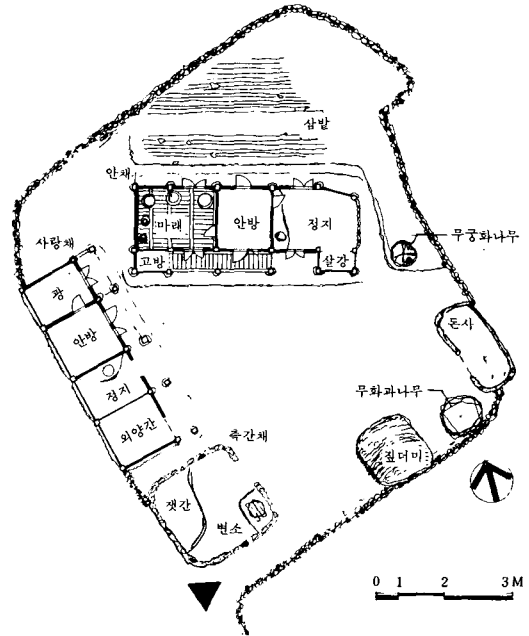 삼밭
안채
마래
안방
정지
무궁화나무
사랑채
고방
살강
광
돈사
안방
무화과나무
정지
외양간
측간채
짚더미
잿간
변소
0 1 2 3M